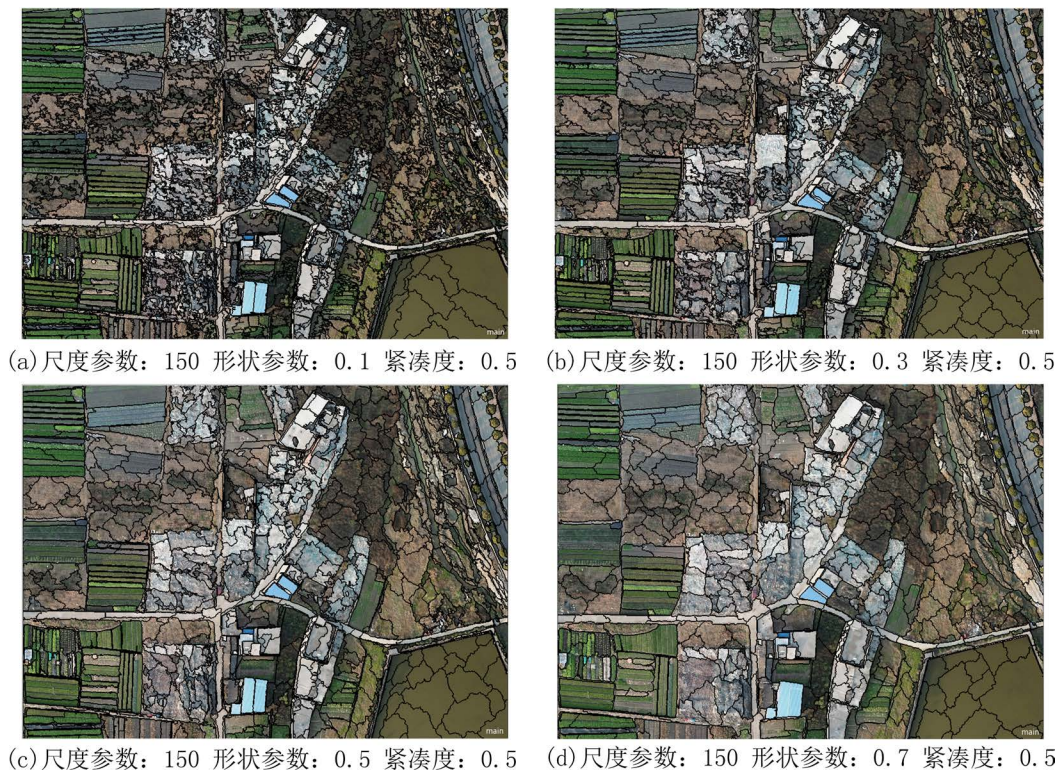 main
main
(a)尺度参数：150 形状参数：0.1 紧凑度：0.5
(b)尺度参数：150 形状参数：0.3 紧凑度：0.5
main
main
(c)尺度参数：150 形状参数：0.5 紧凑度：0.5
(d)尺度参数：150 形状参数：0.7 紧凑度：0.5